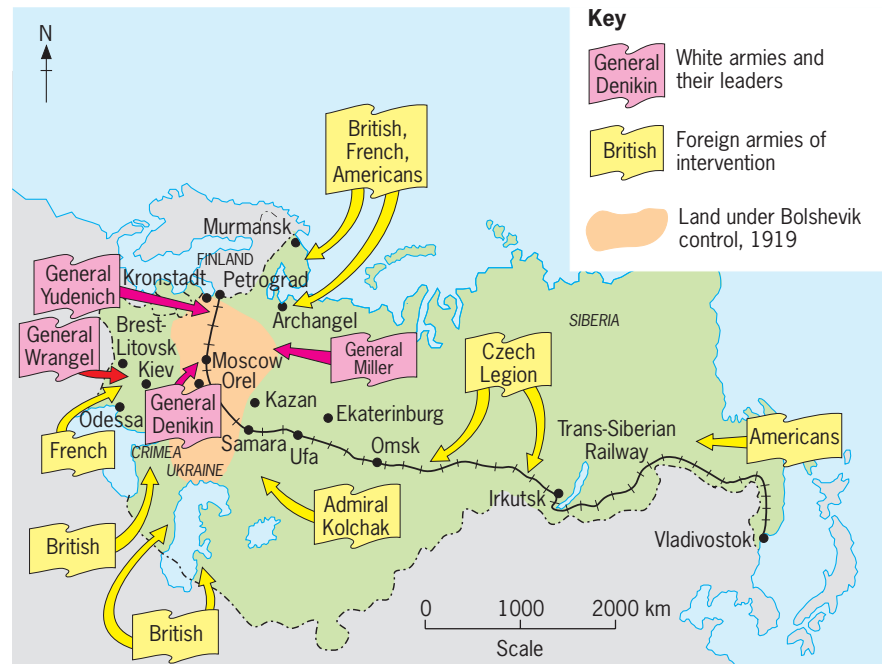 N
Key
General
Denikin
White armies and
their leaders
British
Foreign armies of
intervention
Land under Bolshevik
control, 1919
British,
French,
Americans
Murmansk
FINLAND
General
Yudenich
Kronstadt
Petrograd
Archangel
SIBERIA
General
Wrangel
Brest-
Litovsk
Kiev
Moscow
Orel
General
Miller
Czech
Legion
General
Denikin
Kazan
Ekaterinburg
Odessa
French
CRIMEA
UKRAINE
Samara
Ufa
Omsk
Trans-Siberian
Railway
Americans
Irkutsk
Admiral
Kolchak
British
Vladivostok
British
0 1000 2000 km
Scale